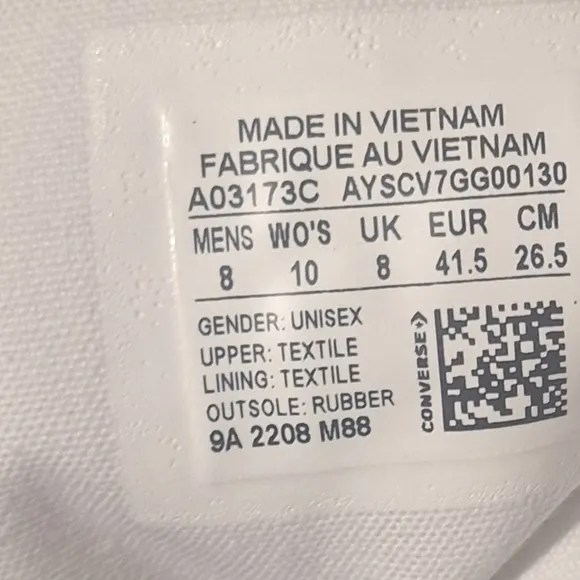 MADE IN VIETNAM
FABRIQUE AU VIETNAM
A03173C AYSCV7GG00130
MENS WO'S UK EUR CM
8 10 8 41.5 26.5
GENDER: UNISEX
UPPER: TEXTILE
LINING: TEXTILE
OUTSOLE: RUBBER
9A 2208 M88
CONVERSE